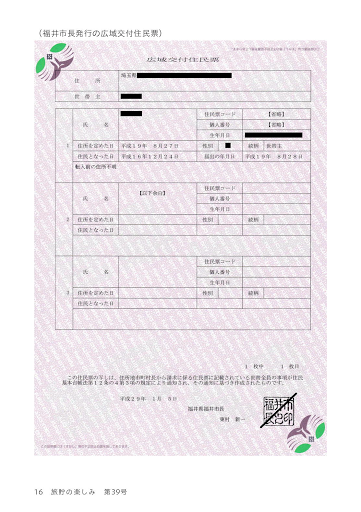 (福井市長発行の広域交付住民票)
広域交付住民票
住 所
埼玉県
世 帯 主
氏 名
住民票コード 【省略】
個人番号 【省略】
生年月日
1 住所を定めた日 平成19年 8月27日 性別 続柄 世帯主
住民となった日 平成16年12月24日 届出の年月日 平成19年 8月28日
転入前の住所不明
【以下余白】
氏 名
住民票コード
個人番号
生年月日
2 住所を定めた日 性別 続柄
住民となった日
氏 名
住民票コード
個人番号
生年月日
3 住所を定めた日 性別 続柄
住民となった日
1 枚中 1 枚目
この住民票の写しは、住所地市町村長から請求に係る住民票に記載されている世帯全員の事項が住民
基本台帳法第12条の4第3項の規定により通知され、その通知に基づき作成されたものです。
平成29年 1月 5日
福井県福井市長
東村 新一
福井市
長之印
16 旅貯の楽しみ 第39号